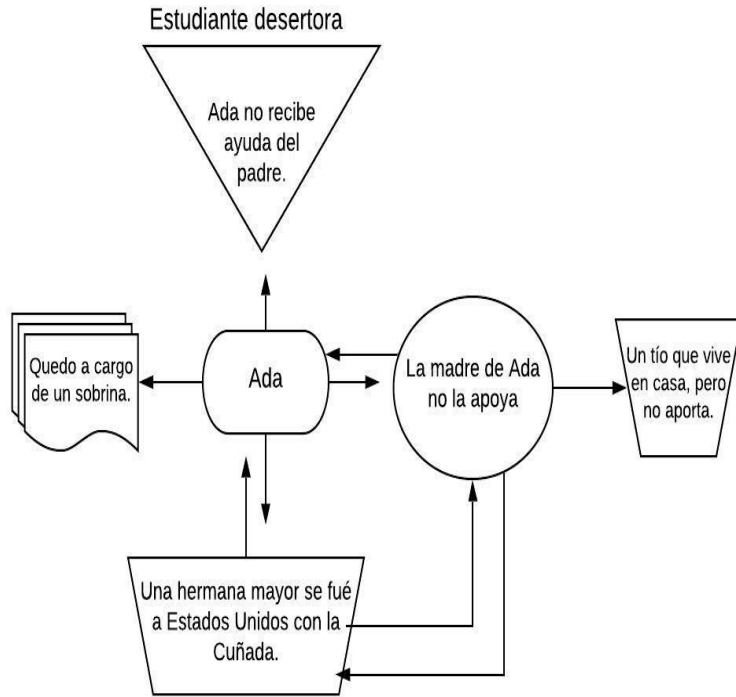 Estudiante desertora
Ada no recibe
ayuda del
padre.
Quedo a cargo
de un sobrina.
Ada
La madre de Ada
no la apoya
Un tío que vive
en casa, pero
no aporta.
Una hermana mayor se fué
a Estados Unidos con la
Cuñada.